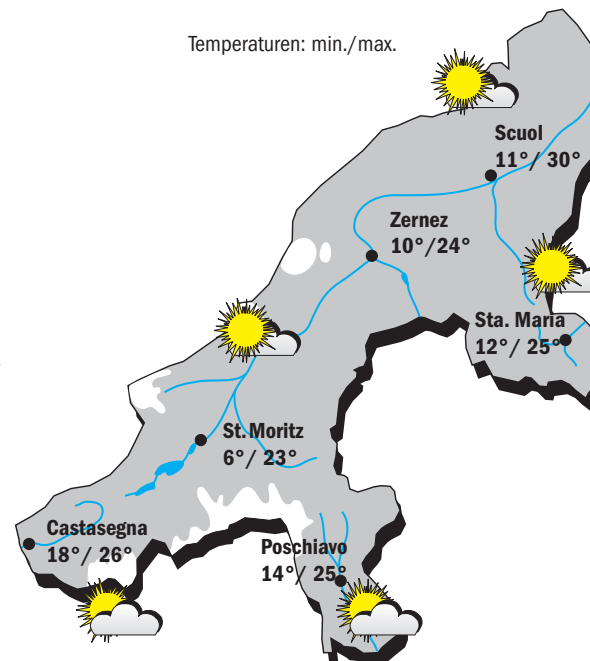 Temperaturen: min./max.
Scuol
11°/ 30°
Zernez
10°/24°
Sta. Maria
12°/ 25°
St. Moritz
6°/ 23°
Castasegna
18°/ 26°
Poschiavo
14°/ 25°